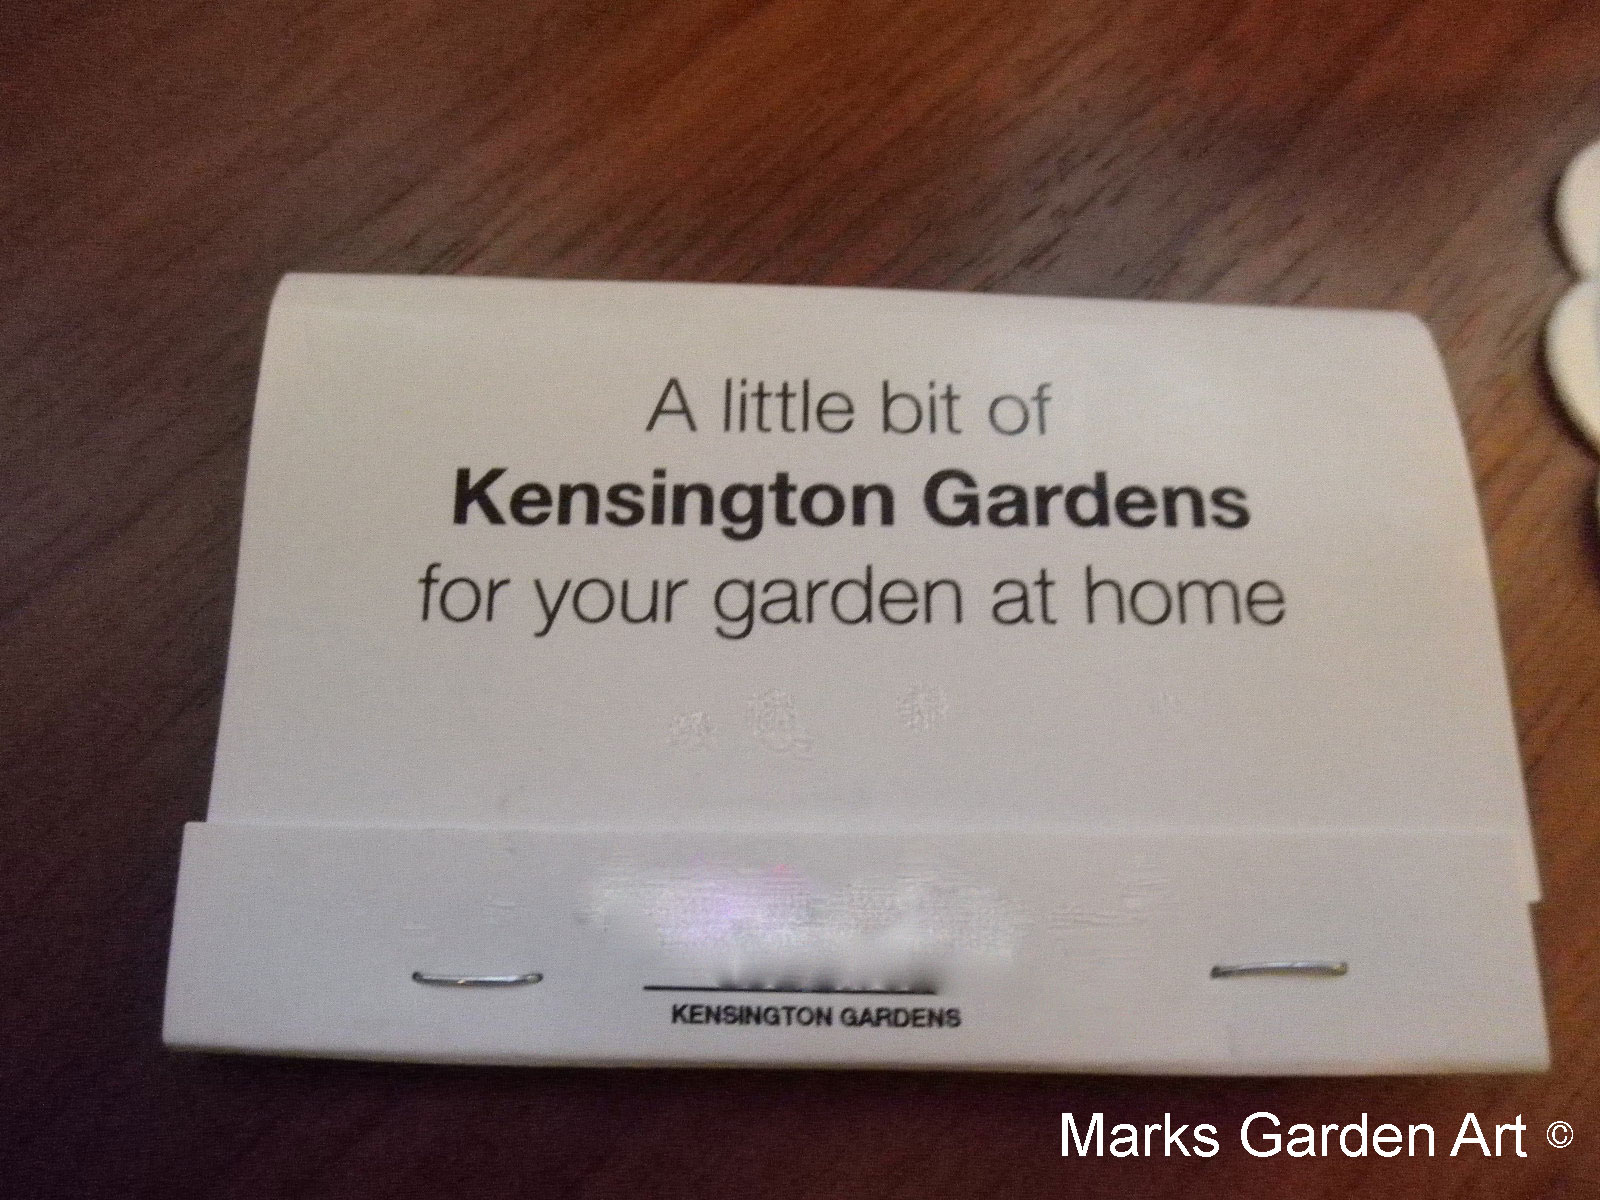 A little bit of
Kensington Gardens
for your garden at home
KENSINGTON GARDENS
Marks Garden Art ©